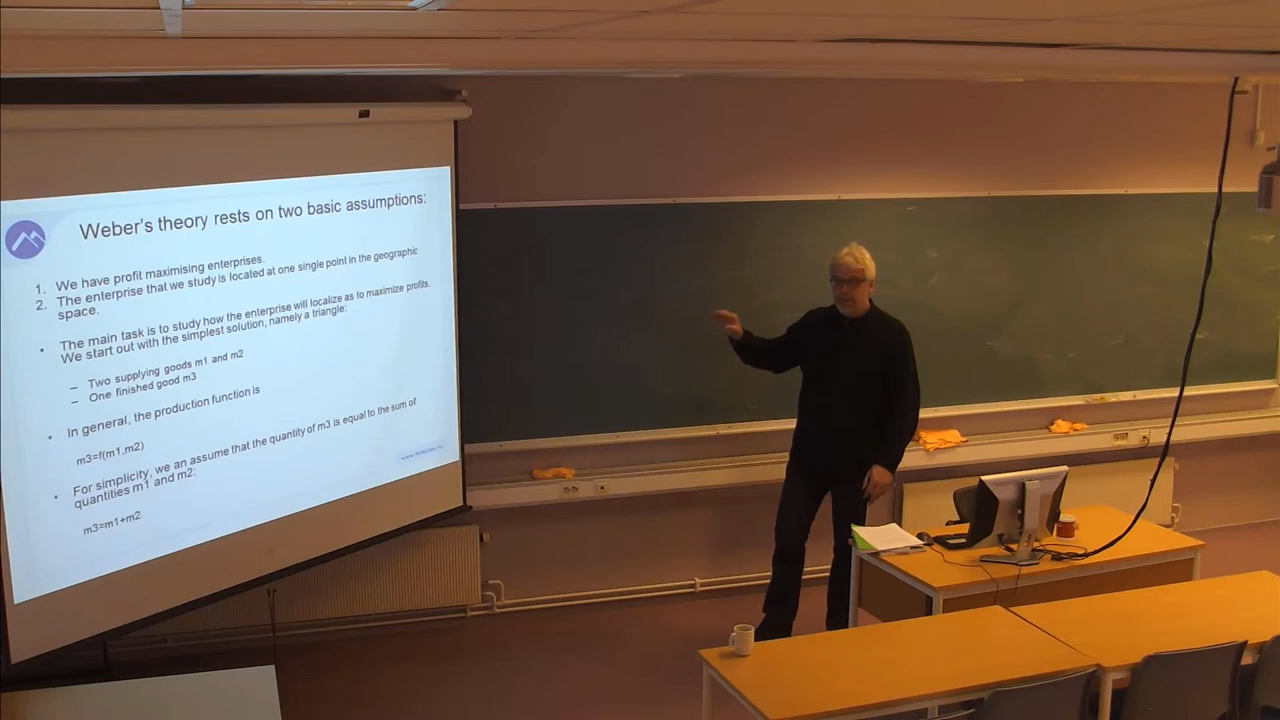 Weber's theory rests on two basic assumptions:
1. We have profit maximising enterprises.
2. The enterprise that we study is located at one single point in the geographic
space.
• The main task is to study how the enterprise will localize as to maximize profits.
We start out with the simplest solution, namely a triangle:
– Two supplying goods m1 and m2
– One finished good m3
• In general, the production function is
m3=f(m1,m2)
• For simplicity, we an assume that the quantity of m3 is equal to the sum of
quantities m1 and m2:
m3=m1+m2